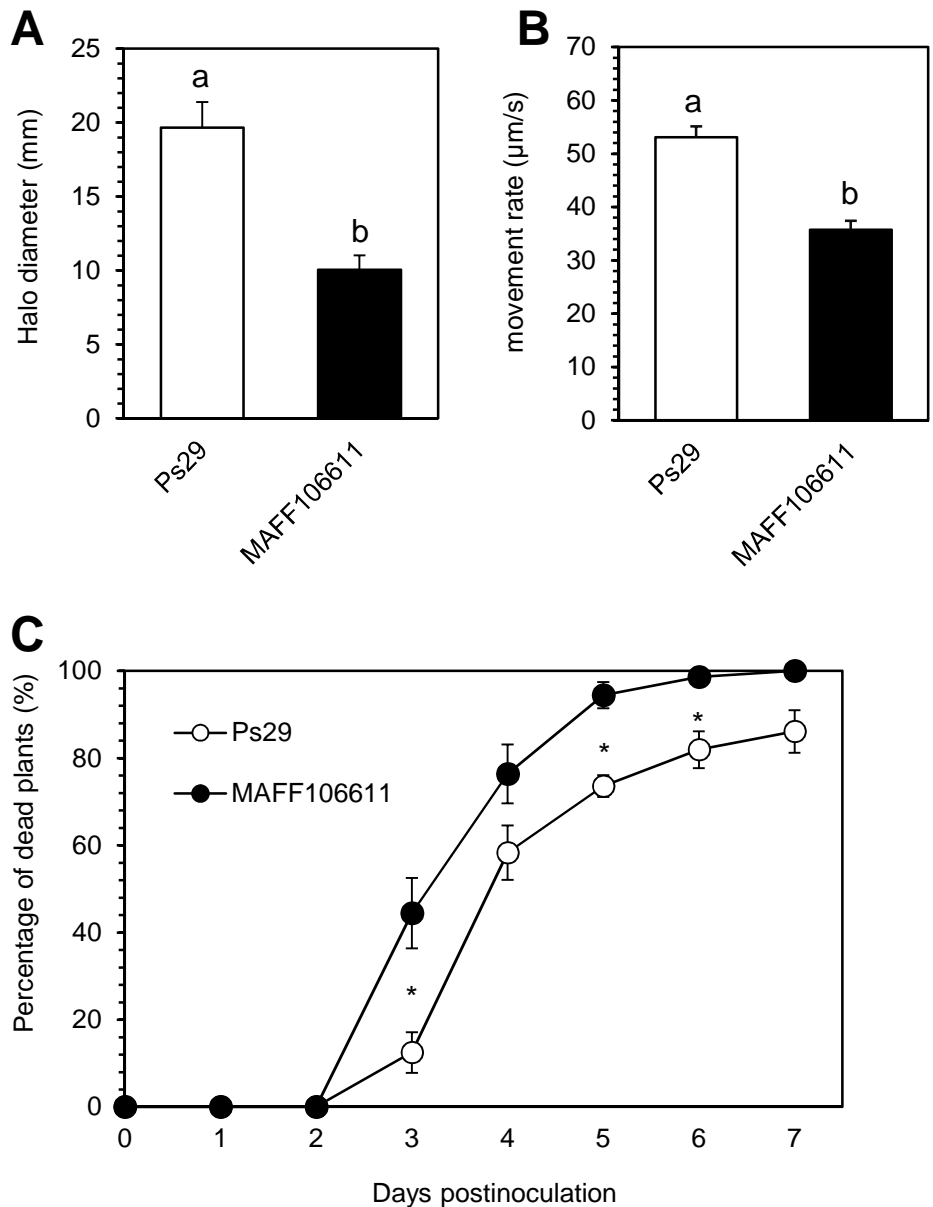 A
Halo diameter (mm)
25
20
15
10
5
0
a
b
Ps29
MAFF106611
B
movement rate (μm/s)
70
60
50
40
30
20
10
0
a
b
Ps29
MAFF106611
C
Percentage of dead plants (%)
100
80
60
40
20
0
Ps29
MAFF106611
*
*
*
0 1 2 3 4 5 6 7
Days postinoculation